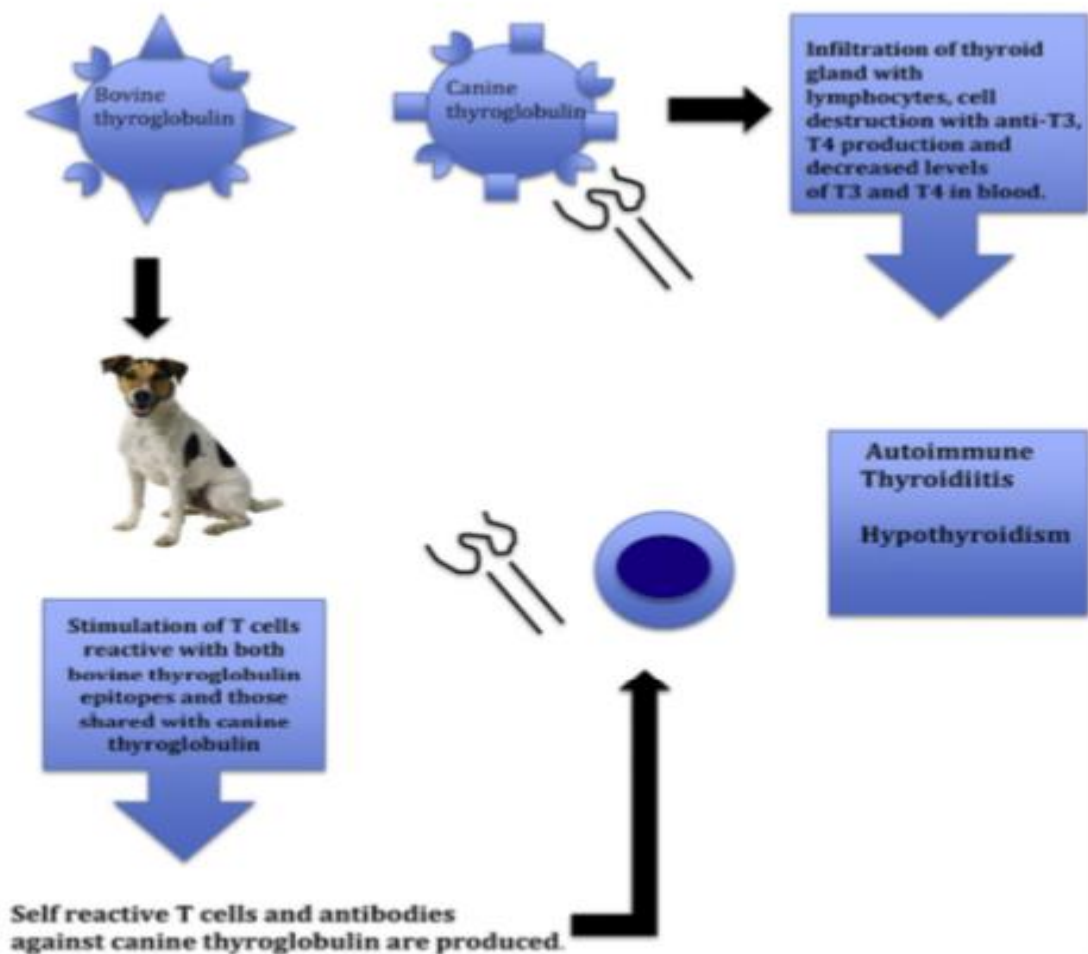 Bovine
thyroglobulin
Canine
thyroglobulin
Infiltration of thyroid
gland with
lymphocytes, cell
destruction with anti-T3,
T4 production and
decreased levels
of T3 and T4 in blood.
Autoimmune
Thyroidiitis
Hypothyroidism
Stimulation of T cells
reactive with both
bovine thyroglobulin
epitopes and those
shared with canine
thyroglobulin
Self reactive T cells and antibodies
against canine thyroglobulin are produced.